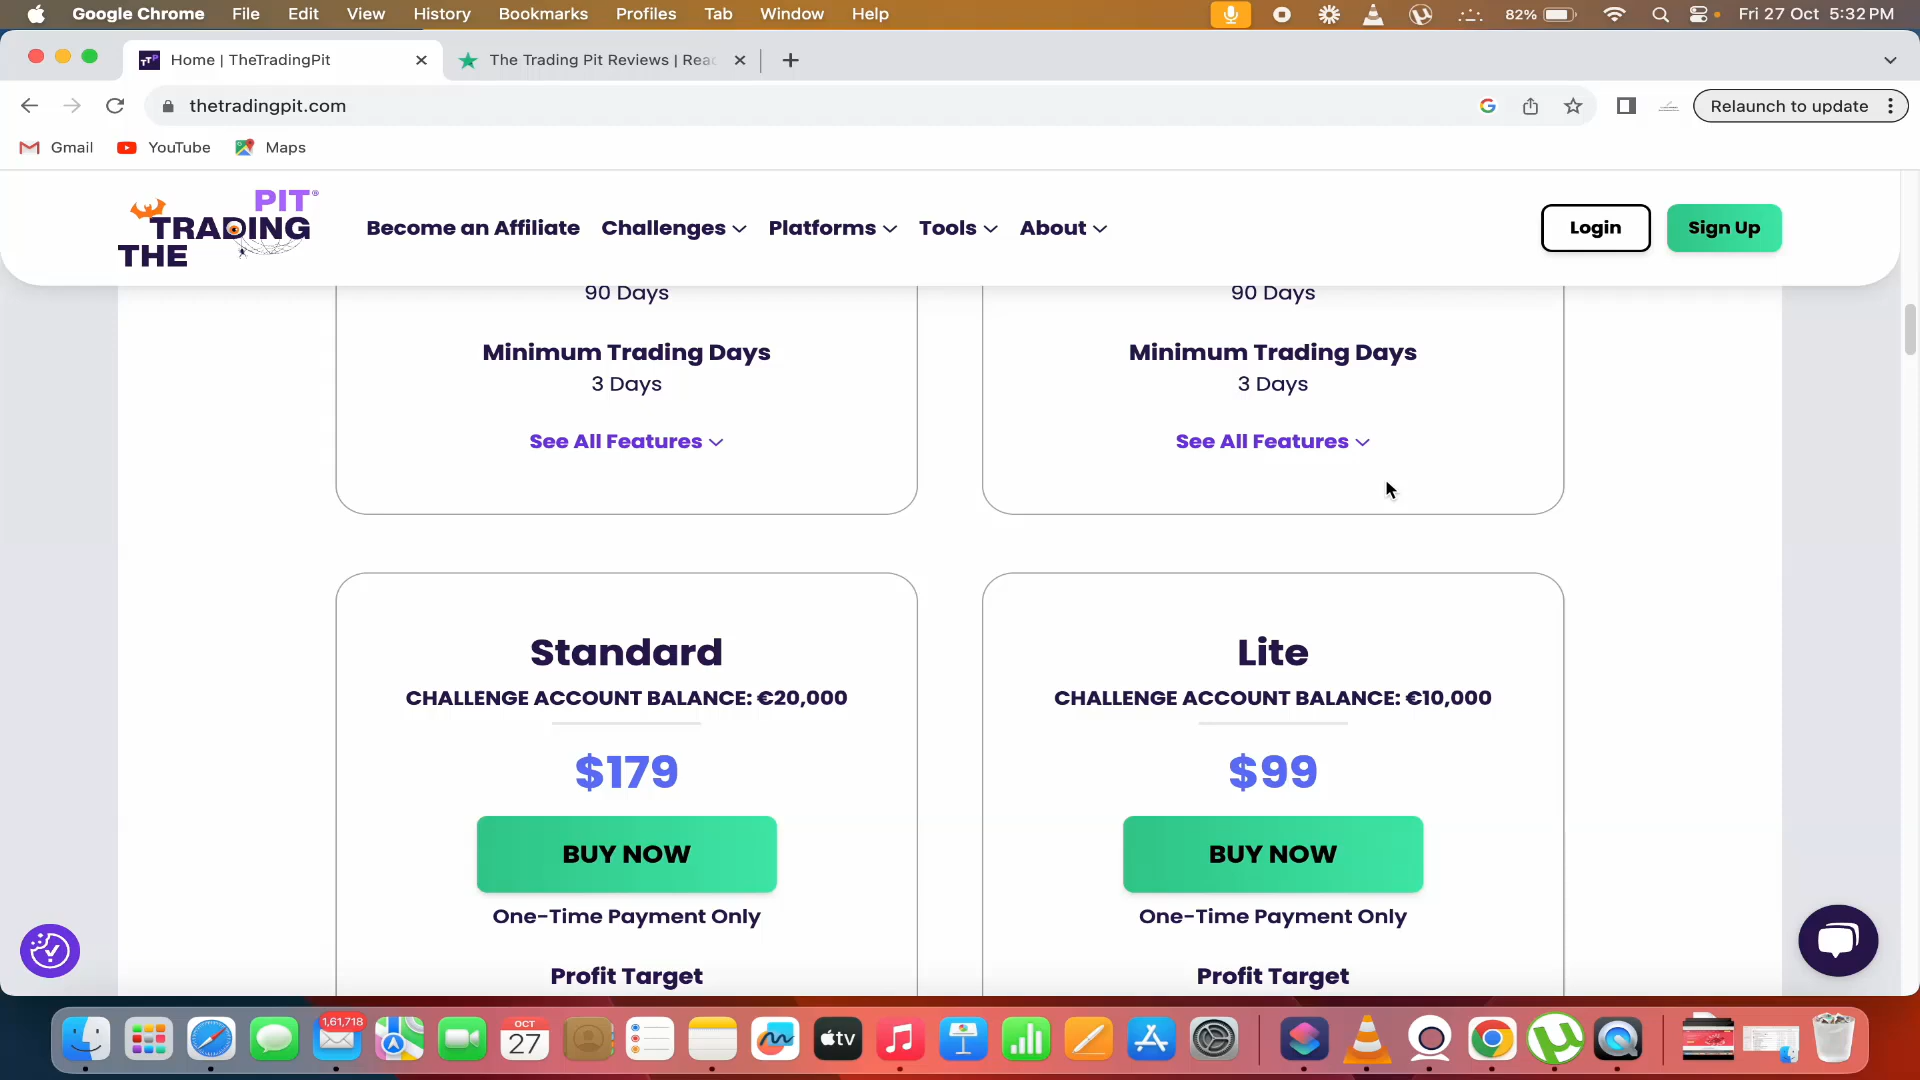 Google Chrome File Edit View History Bookmarks Profiles Tab Window Help 82% Fri 27 Oct 5:32 PM
Home | TheTradingPit The Trading Pit Reviews | Rea
thetradingpit.com Relaunch to update
Gmail YouTube Maps
PIT®
TRADING
THE
Become an Affiliate Challenges Platforms Tools About Login Sign Up
90 Days 90 Days
Minimum Trading Days Minimum Trading Days
3 Days 3 Days
See All Features See All Features
Standard Lite
CHALLENGE ACCOUNT BALANCE: €20,000 CHALLENGE ACCOUNT BALANCE: €10,000
$179 $99
BUY NOW BUY NOW
One-Time Payment Only One-Time Payment Only
Profit Target Profit Target
1,61,718
OCT
27
tv